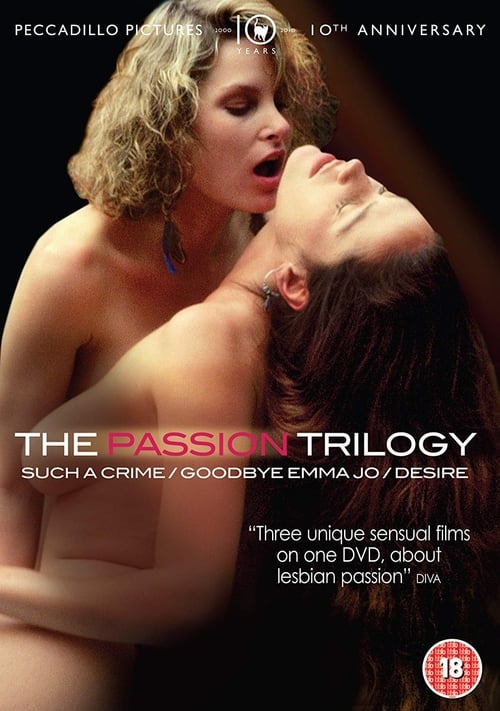 PECCADILLO PICTURES 2000 10 2010 10TH ANNIVERSARY
YEARS
THE PASSION TRILOGY
SUCH A CRIME / GOODBYE EMMA JO / DESIRE
"Three unique sensual films
on one DVD, about
lesbian passion" DIVA
18